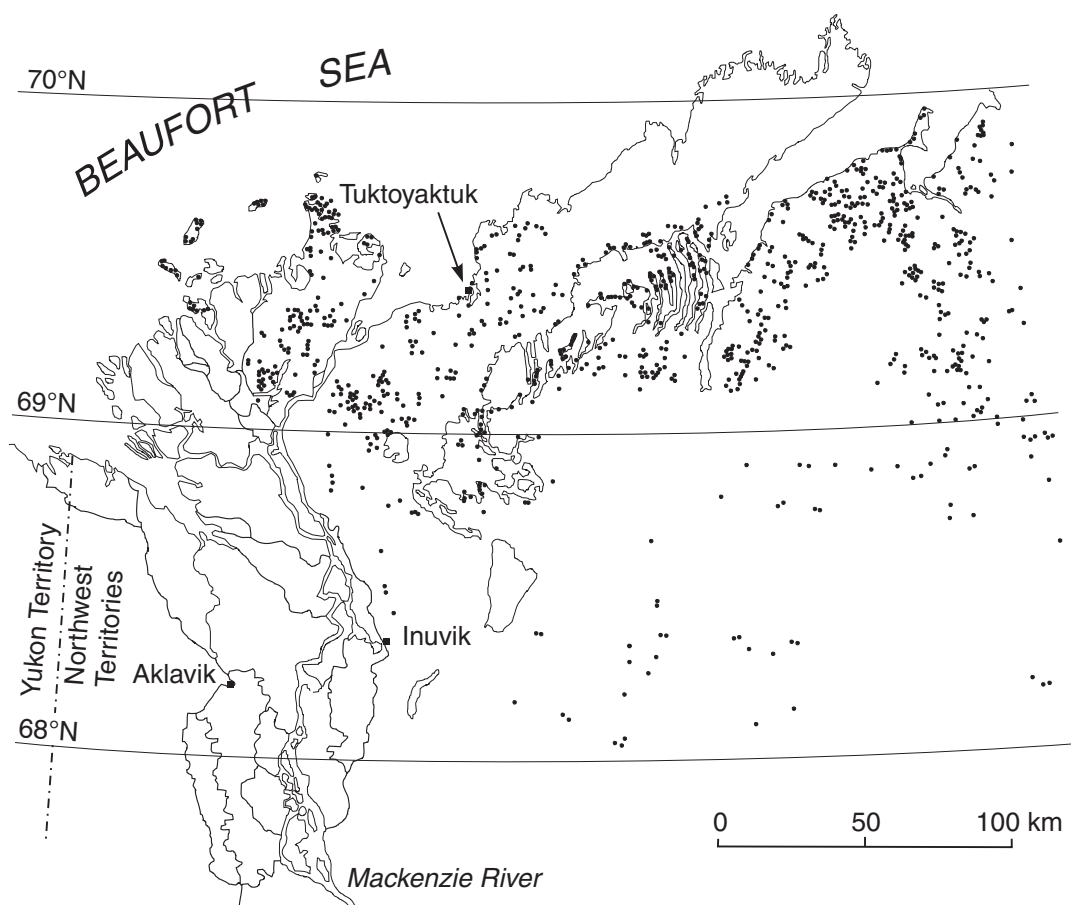 BEAUFORT SEA
70°N
Tuktoyaktuk
69°N
Yukon Territory
Northwest
Territories
Inuvik
Aklavik
68°N
0 50 100 km
Mackenzie River